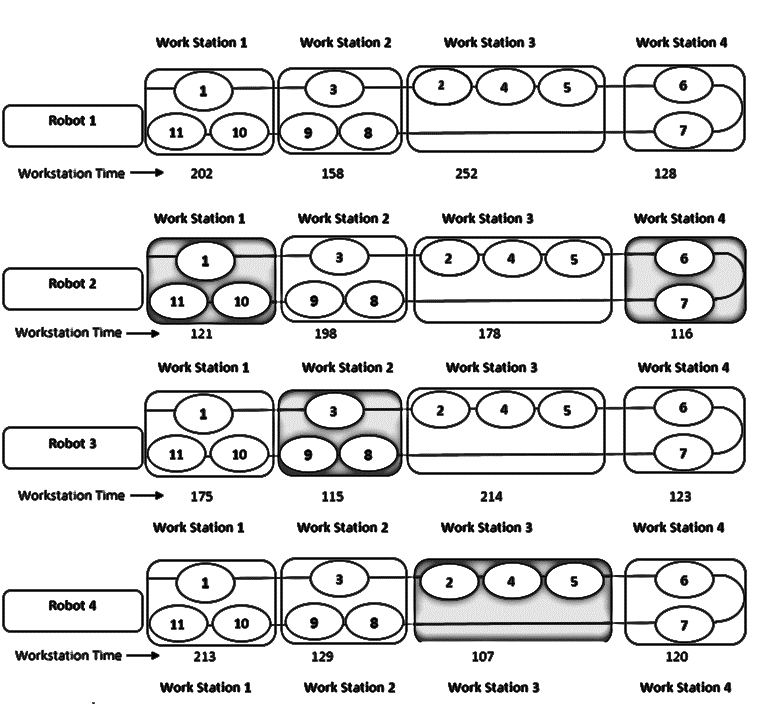 Work Station 1 Work Station 2 Work Station 3 Work Station 4
1 3 2 4 5 6
Robot 1
11 10 9 8 7
Workstation Time 202 158 252 128
Work Station 1 Work Station 2 Work Station 3 Work Station 4
1 3 2 4 5 6
Robot 2
11 10 9 8 7
Workstation Time 121 198 178 116
Work Station 1 Work Station 2 Work Station 3 Work Station 4
1 3 2 4 5 6
Robot 3
11 10 9 8 7
Workstation Time 175 115 214 123
Work Station 1 Work Station 2 Work Station 3 Work Station 4
1 3 2 4 5 6
Robot 4
11 10 9 8 7
Workstation Time 213 129 107 120
Work Station 1 Work Station 2 Work Station 3 Work Station 4